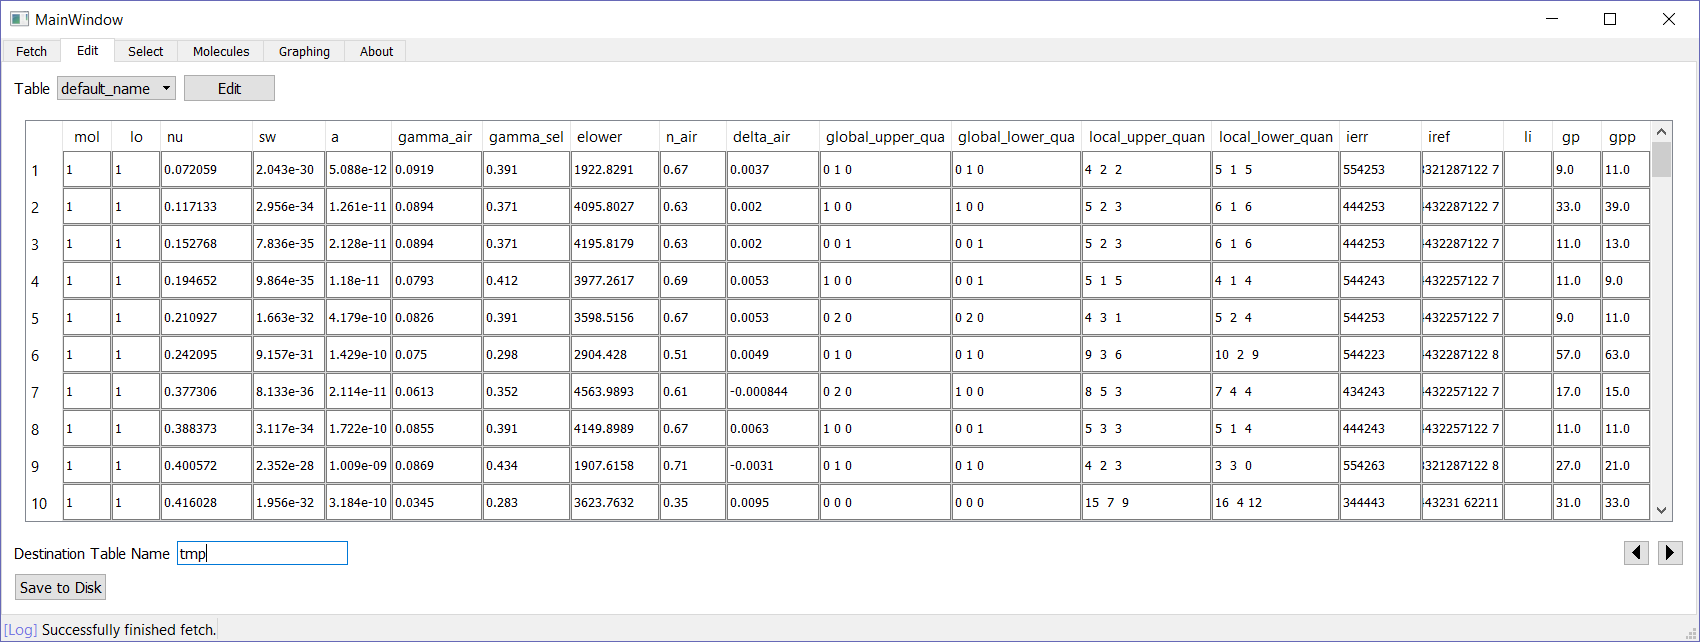 MainWindow
Fetch Edit Select Molecules Graphing About
Table default_name Edit
mol lo nu sw a gamma_air gamma_sel elower n_air delta_air global_upper_qua global_lower_qua local_upper_quan local_lower_quan ierr iref li gp gpp
1 1 1 0.072059 2.043e-30 5.088e-12 0.0919 0.391 1922.8291 0.67 0.0037 0 1 0 0 1 0 4 2 2 5 1 5 554253 321287122 7 9.0 11.0
2 1 1 0.117133 2.956e-34 1.261e-11 0.0894 0.371 4095.8027 0.63 0.002 1 0 0 1 0 0 5 2 3 6 1 6 444253 432287122 7 33.0 39.0
3 1 1 0.152768 7.836e-35 2.128e-11 0.0894 0.371 4195.8179 0.63 0.002 0 0 1 0 0 1 5 2 3 6 1 6 444253 432287122 7 11.0 13.0
4 1 1 0.194652 9.864e-35 1.18e-11 0.0793 0.412 3977.2617 0.69 0.0053 1 0 0 0 0 1 5 1 5 4 1 4 544243 432257122 7 11.0 9.0
5 1 1 0.210927 1.663e-32 4.179e-10 0.0826 0.391 3598.5156 0.67 0.0053 0 2 0 0 2 0 4 3 1 5 2 4 544253 432257122 7 9.0 11.0
6 1 1 0.242095 9.157e-31 1.429e-10 0.075 0.298 2904.428 0.51 0.0049 0 1 0 0 1 0 9 3 6 10 2 9 544223 432287122 8 57.0 63.0
7 1 1 0.377306 8.133e-36 2.114e-11 0.0613 0.352 4563.9893 0.61 -0.000844 0 2 0 1 0 0 8 5 3 7 4 4 434243 432257122 7 17.0 15.0
8 1 1 0.388373 3.117e-34 1.722e-10 0.0855 0.391 4149.8989 0.67 0.0063 1 0 0 0 0 1 5 3 3 5 1 4 444243 432257122 7 11.0 11.0
9 1 1 0.400572 2.352e-28 1.009e-09 0.0869 0.434 1907.6158 0.71 -0.0031 0 1 0 0 1 0 4 2 3 3 3 0 554263 321287122 8 27.0 21.0
10 1 1 0.416028 1.956e-32 3.184e-10 0.0345 0.283 3623.7632 0.35 0.0095 0 0 0 0 0 0 15 7 9 16 4 12 344443 43231 62211 31.0 33.0
Destination Table Name tmp
Save to Disk
[Log] Successfully finished fetch.